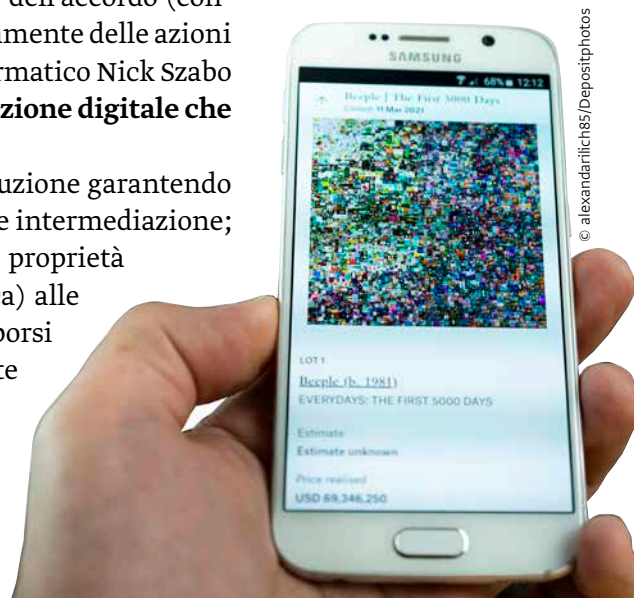 dell'accordo (con-
amente delle azioni
rmatico Nick Szabo
zione digitale che
uzione garantendo
e intermediazione;
proprietà
a) alle
porsi
te
© alexandarilich85/Depositphotos
SAMSUNG
68% 12:12
Beeple | The First 5000 Days
Closed: 11 Mar 2021
LOT 1
Beeple (b. 1981)
EVERYDAYS: THE FIRST 5000 DAYS
Estimate
Estimate unknown
Price realised
USD 69,346,250